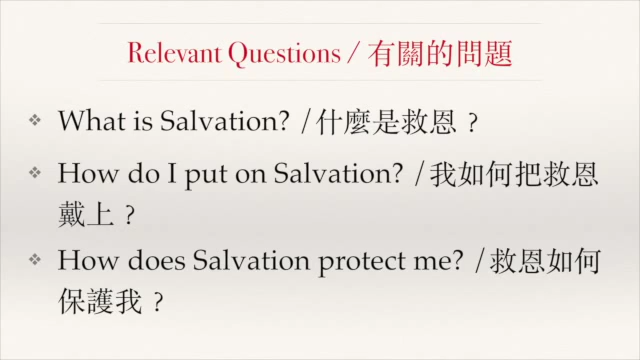 Relevant Questions / 有關的問題
What is Salvation? /什麼是救恩 ?
How do I put on Salvation? /我如何把救恩
戴上 ?
How does Salvation protect me? /救恩如何
保護我 ?